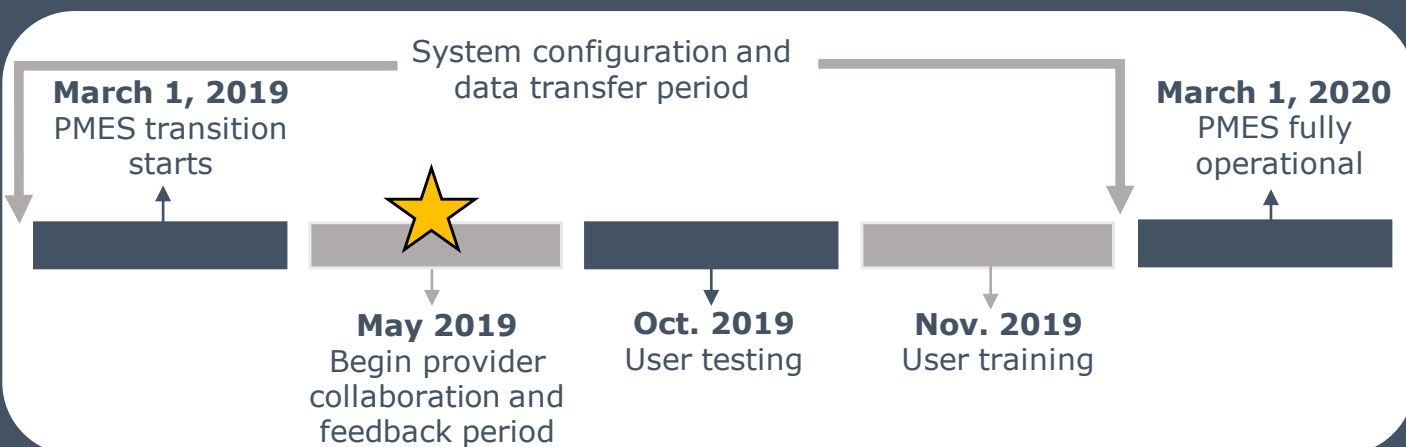 System configuration and
data transfer period
March 1, 2019
PMES transition
starts
March 1, 2020
PMES fully
operational
May 2019
Begin provider
collaboration and
feedback period
Oct. 2019
User testing
Nov. 2019
User training